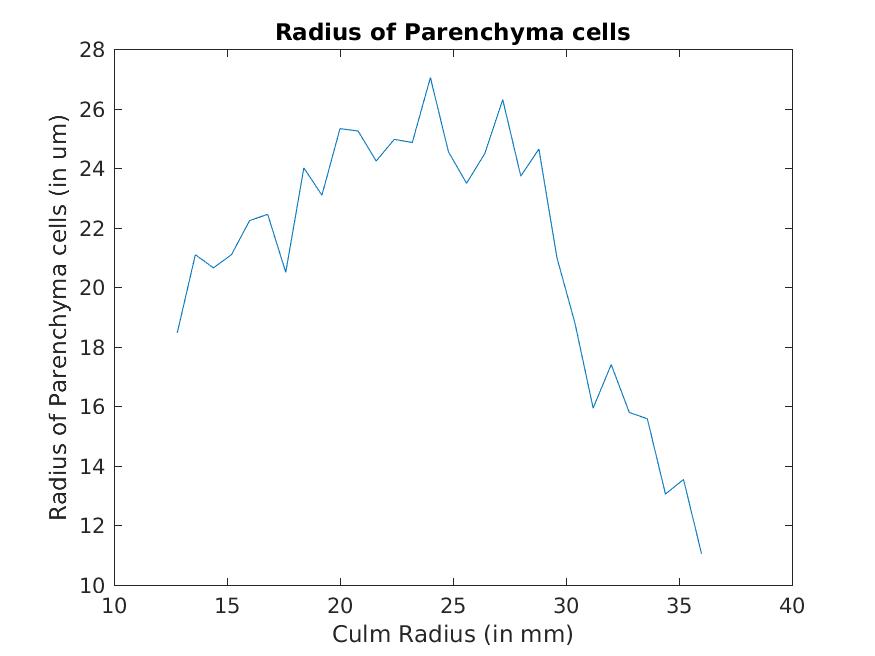 Radius of Parenchyma cells
28
26
24
22
20
18
16
14
12
10
Radius of Parenchyma cells (in um)
10 15 20 25 30 35 40
Culm Radius (in mm)